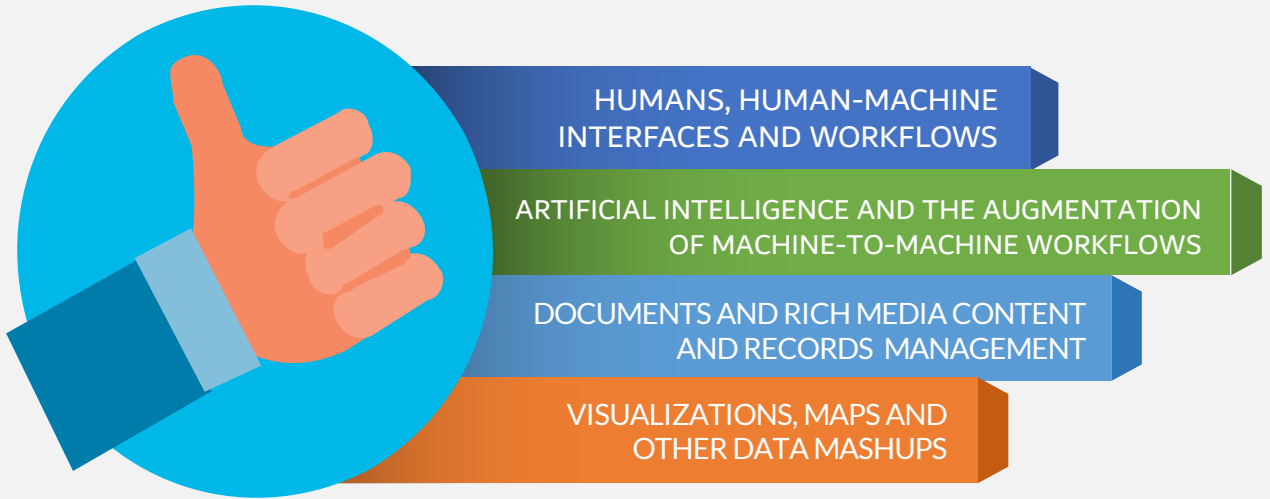 HUMANS, HUMAN-MACHINE
INTERFACES AND WORKFLOWS
ARTIFICIAL INTELLIGENCE AND THE AUGMENTATION
OF MACHINE-TO-MACHINE WORKFLOWS
DOCUMENTS AND RICH MEDIA CONTENT
AND RECORDS MANAGEMENT
VISUALIZATIONS, MAPS AND
OTHER DATA MASHUPS